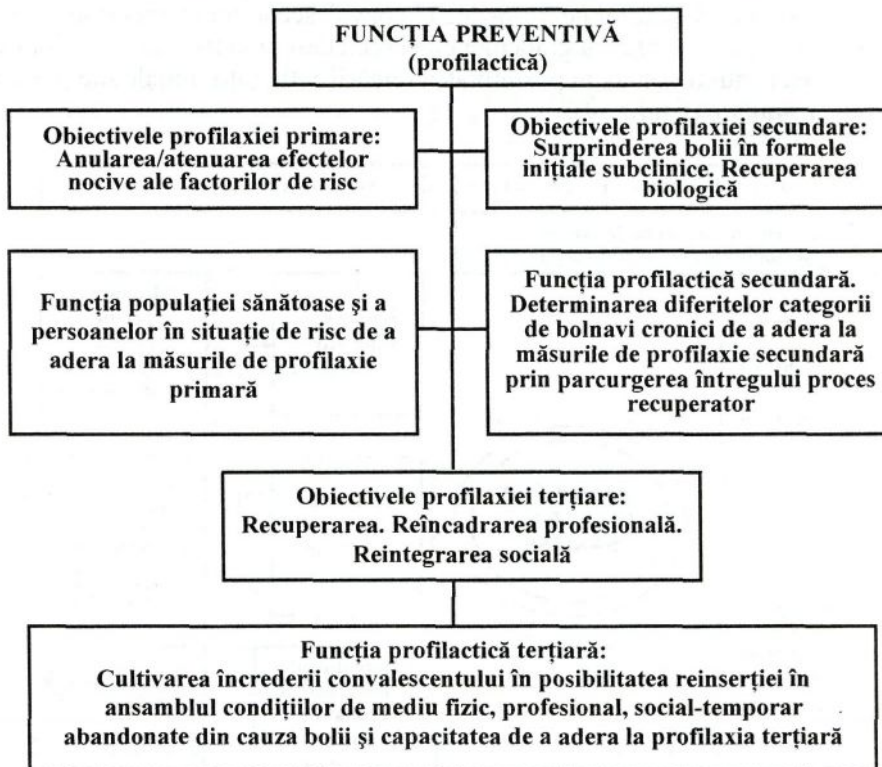 FUNCȚIA PREVENTIVĂ
(profilactică)
Obiectivele profilaxiei primare:
Anularea/atenuarea efectelor
nocive ale factorilor de risc
Obiectivele profilaxiei secundare:
Surprinderea bolii în formele
inițiale subclinice. Recuperarea
biologică
Funcția populației sănătoase și a
persoanelor în situație de risc de a
adera la măsurile de profilaxie
primară
Funcția profilactică secundară.
Determinarea diferitelor categorii
de bolnavi cronici de a adera la
măsurile de profilaxie secundară
prin parcurgerea întregului proces
recuperator
Obiectivele profilaxiei terțiare:
Recuperarea. Reîncadrarea profesională.
Reintegrarea socială
Funcția profilactică terțiară:
Cultivarea încrederii convalescentului în posibilitatea reinserției în
ansamblul condițiilor de mediu fizic, profesional, social-temporar
abandonate din cauza bolii și capacitatea de a adera la profilaxia terțiară